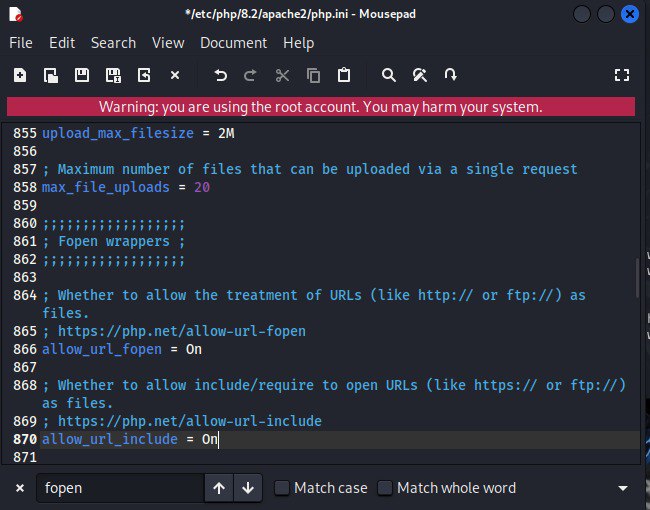 */etc/php/8.2/apache2/php.ini - Mousepad
File Edit Search View Document Help
Warning: you are using the root account. You may harm your system.
855 upload_max_filesize = 2M
856
857 ; Maximum number of files that can be uploaded via a single request
858 max_file_uploads = 20
859
860 ;;;;;;;;;;;;;;;;;;
861 ; Fopen wrappers ;
862 ;;;;;;;;;;;;;;;;;;
863
864 ; Whether to allow the treatment of URLs (like http:// or ftp://) as
files.
865 ; https://php.net/allow-url-fopen
866 allow_url_fopen = On
867
868 ; Whether to allow include/require to open URLs (like https:// or ftp://)
as files.
869 ; https://php.net/allow-url-include
870 allow_url_include = On
871
fopen Match case Match whole word